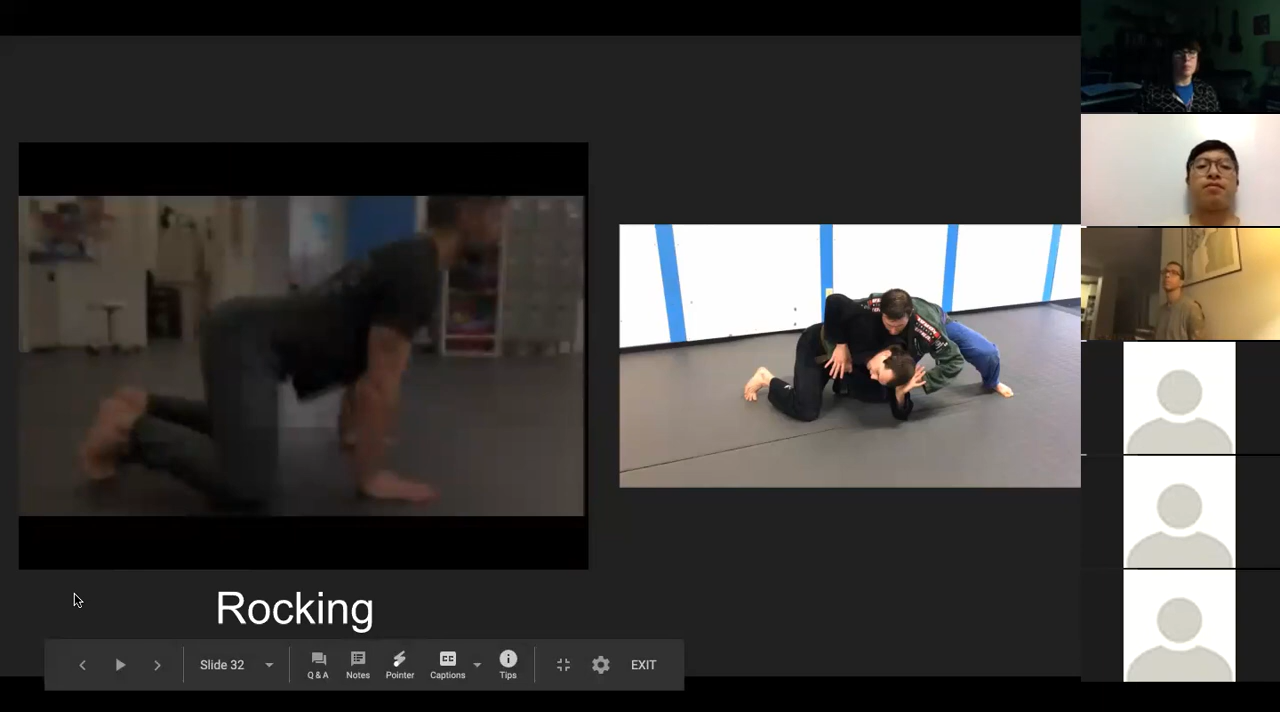 Rocking
Slide 32
Q & A
Notes
Pointer
Captions
Tips
EXIT